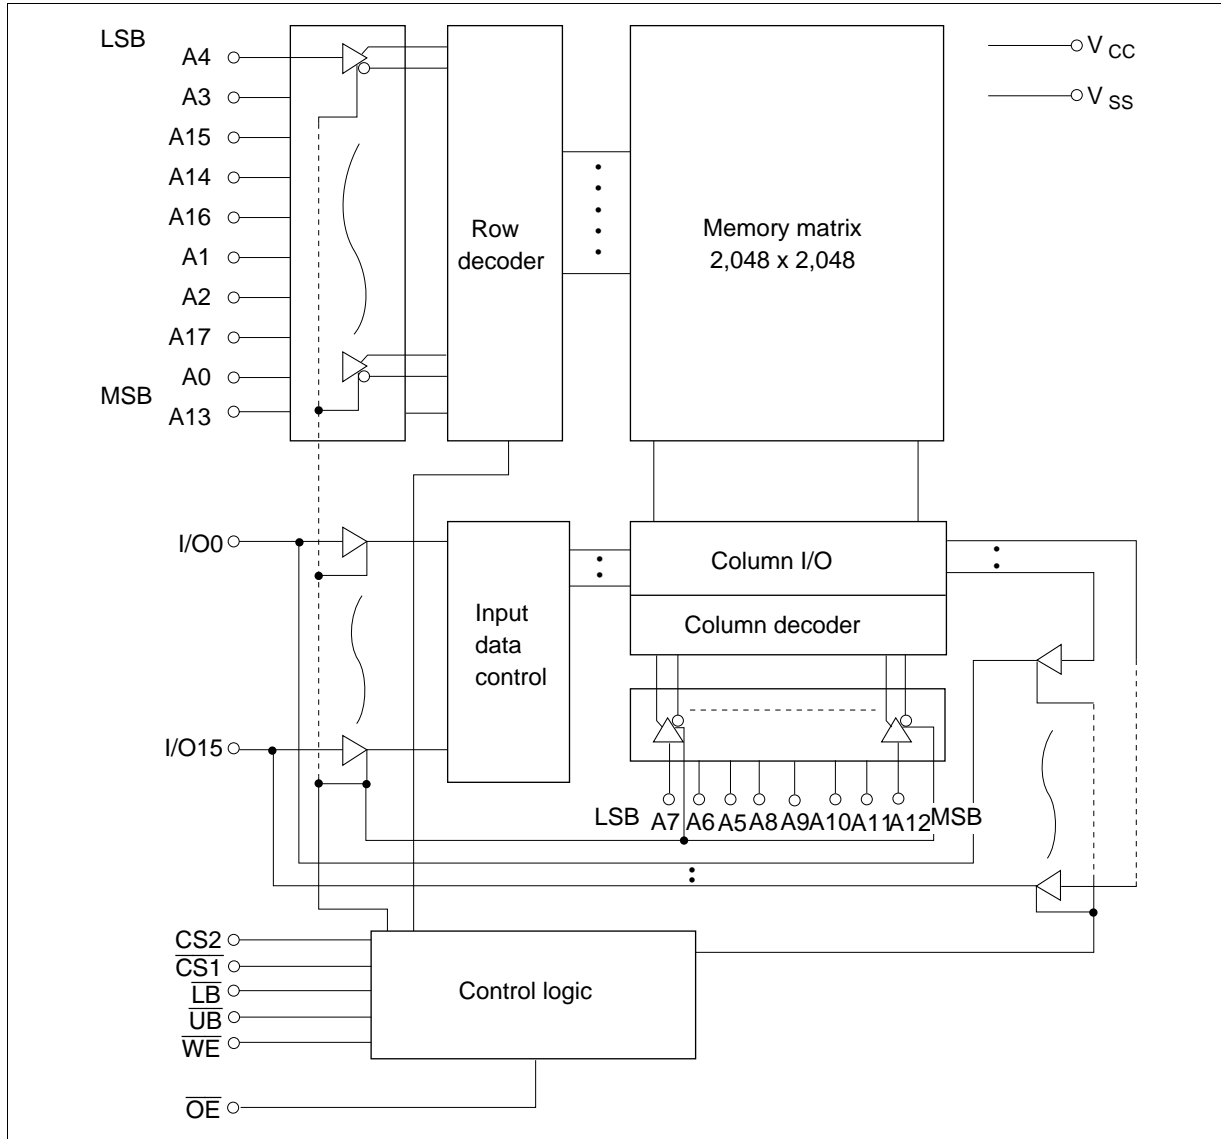 LSB
A4
A3
A15
A14
A16
A1
A2
A17
A0
MSB
A13
Row
decoder
Memory matrix
2,048 x 2,048
V CC
V SS
I/O0
I/O15
Input
data
control
Column I/O
Column decoder
LSB A7 A6 A5 A8 A9 A10 A11 A12 MSB
CS2
CS1
LB
UB
WE
OE
Control logic